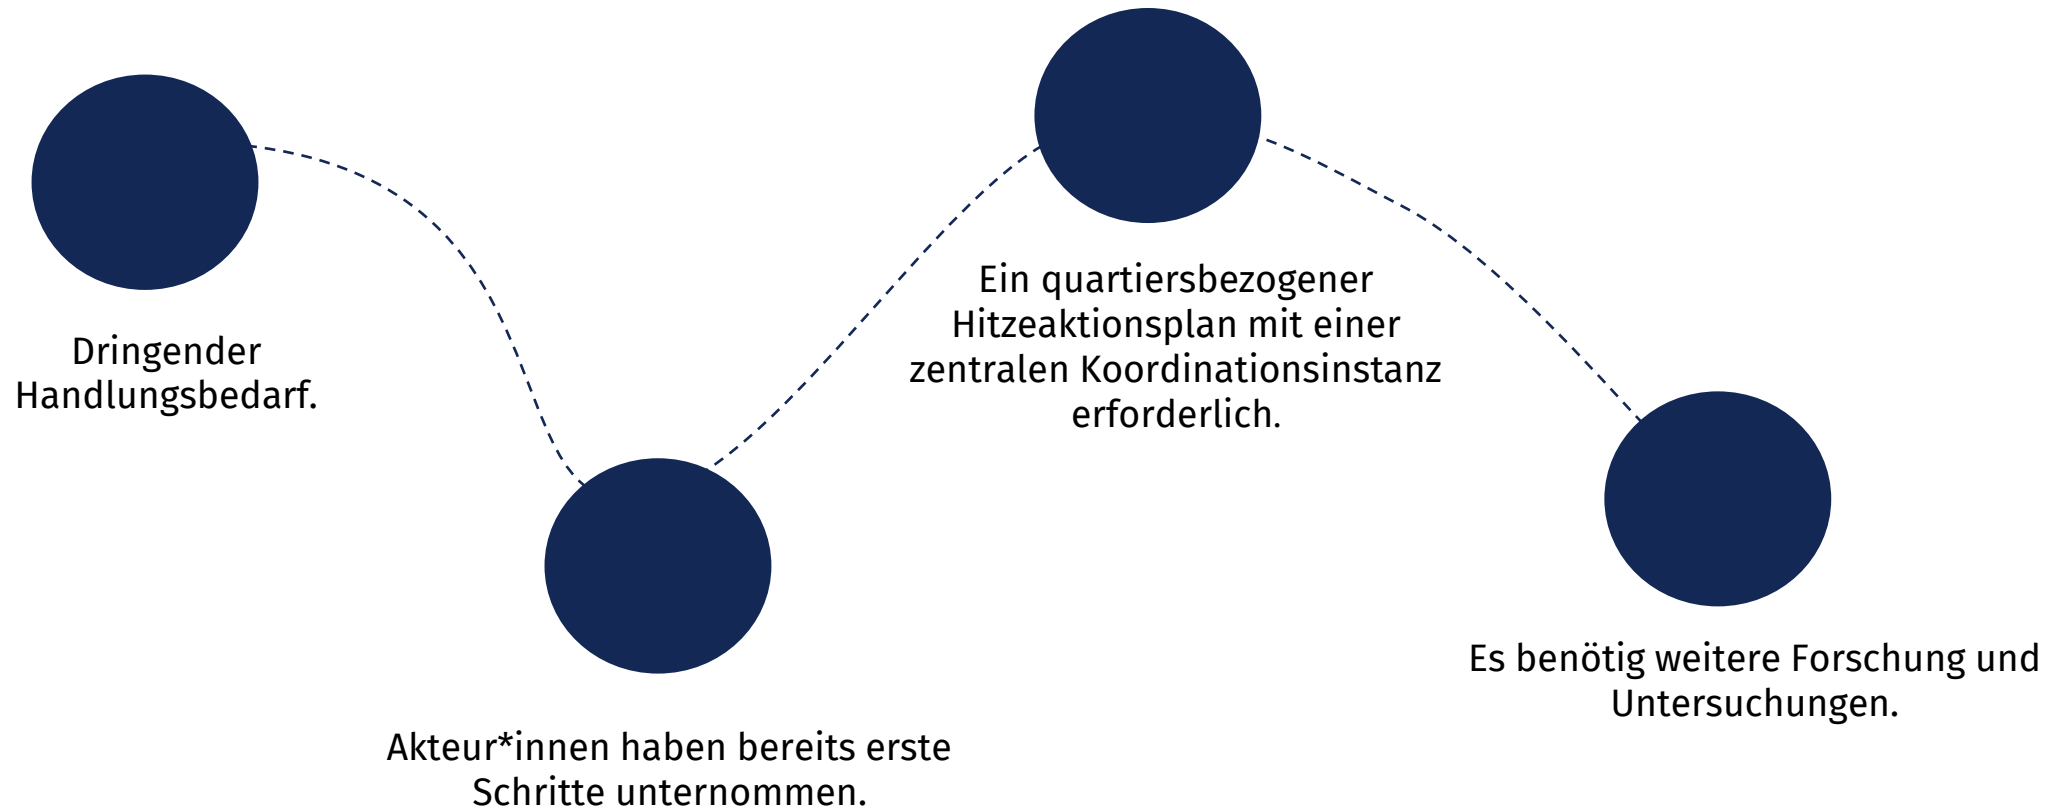 Dringender
Handlungsbedarf.
Akteur*innen haben bereits erste
Schritte unternommen.
Ein quartiersbezogener
Hitzeaktionsplan mit einer
zentralen Koordinationsinstanz
erforderlich.
Es benötig weitere Forschung und
Untersuchungen.